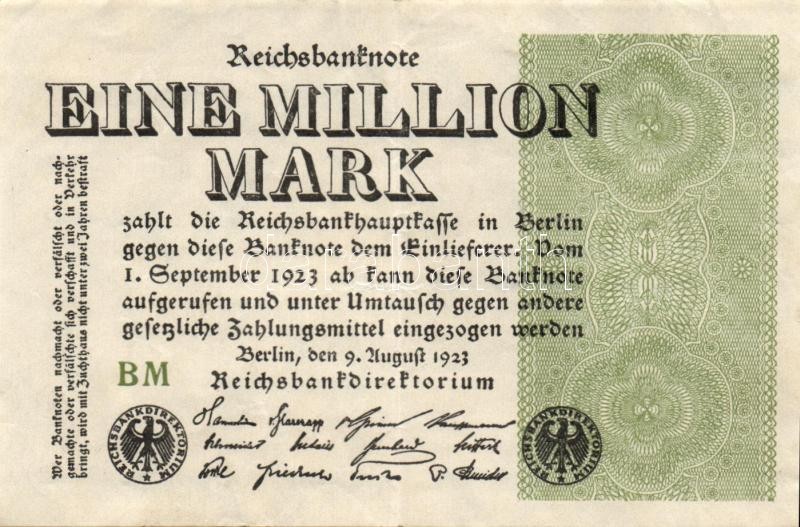 Reichsbanknote
EINE MILLION
MARK
zahlt die Reichsbankhauptkasse in Berlin
gegen diese Banknote dem Einlieferer. Vom
1. September 1923 ab kann diese Banknote
aufgerufen und unter Umtausch gegen andere
gesetzliche Zahlungsmittel eingezogen werden
Berlin, den 9. August 1923
BM
Reichsbankdirektorium
Wer Banknoten nachmacht oder verfälscht oder nach-
gemachte oder verfälschte sich verschafft und in Verkehr
bringt, wird mit Zuchthaus nicht unter zwei Jahren bestraft
REICHSBANKDIREKTORIUM
REICHSBANKDIREKTORIUM